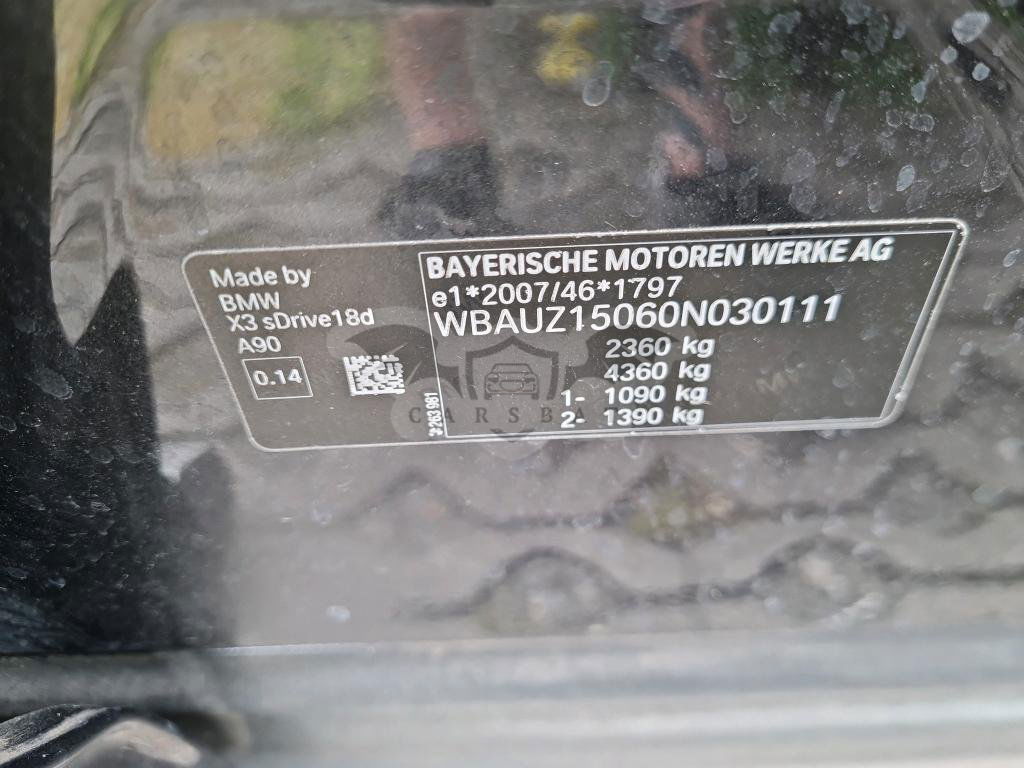 Made by
BMW
X3 sDrive18d
A90
0.14
BAYERISCHE MOTOREN WERKE AG
e1*2007/46*1797
WBAUZ15060N030111
2360 kg
4360 kg
1- 1090 kg
2- 1390 kg
CARSBA